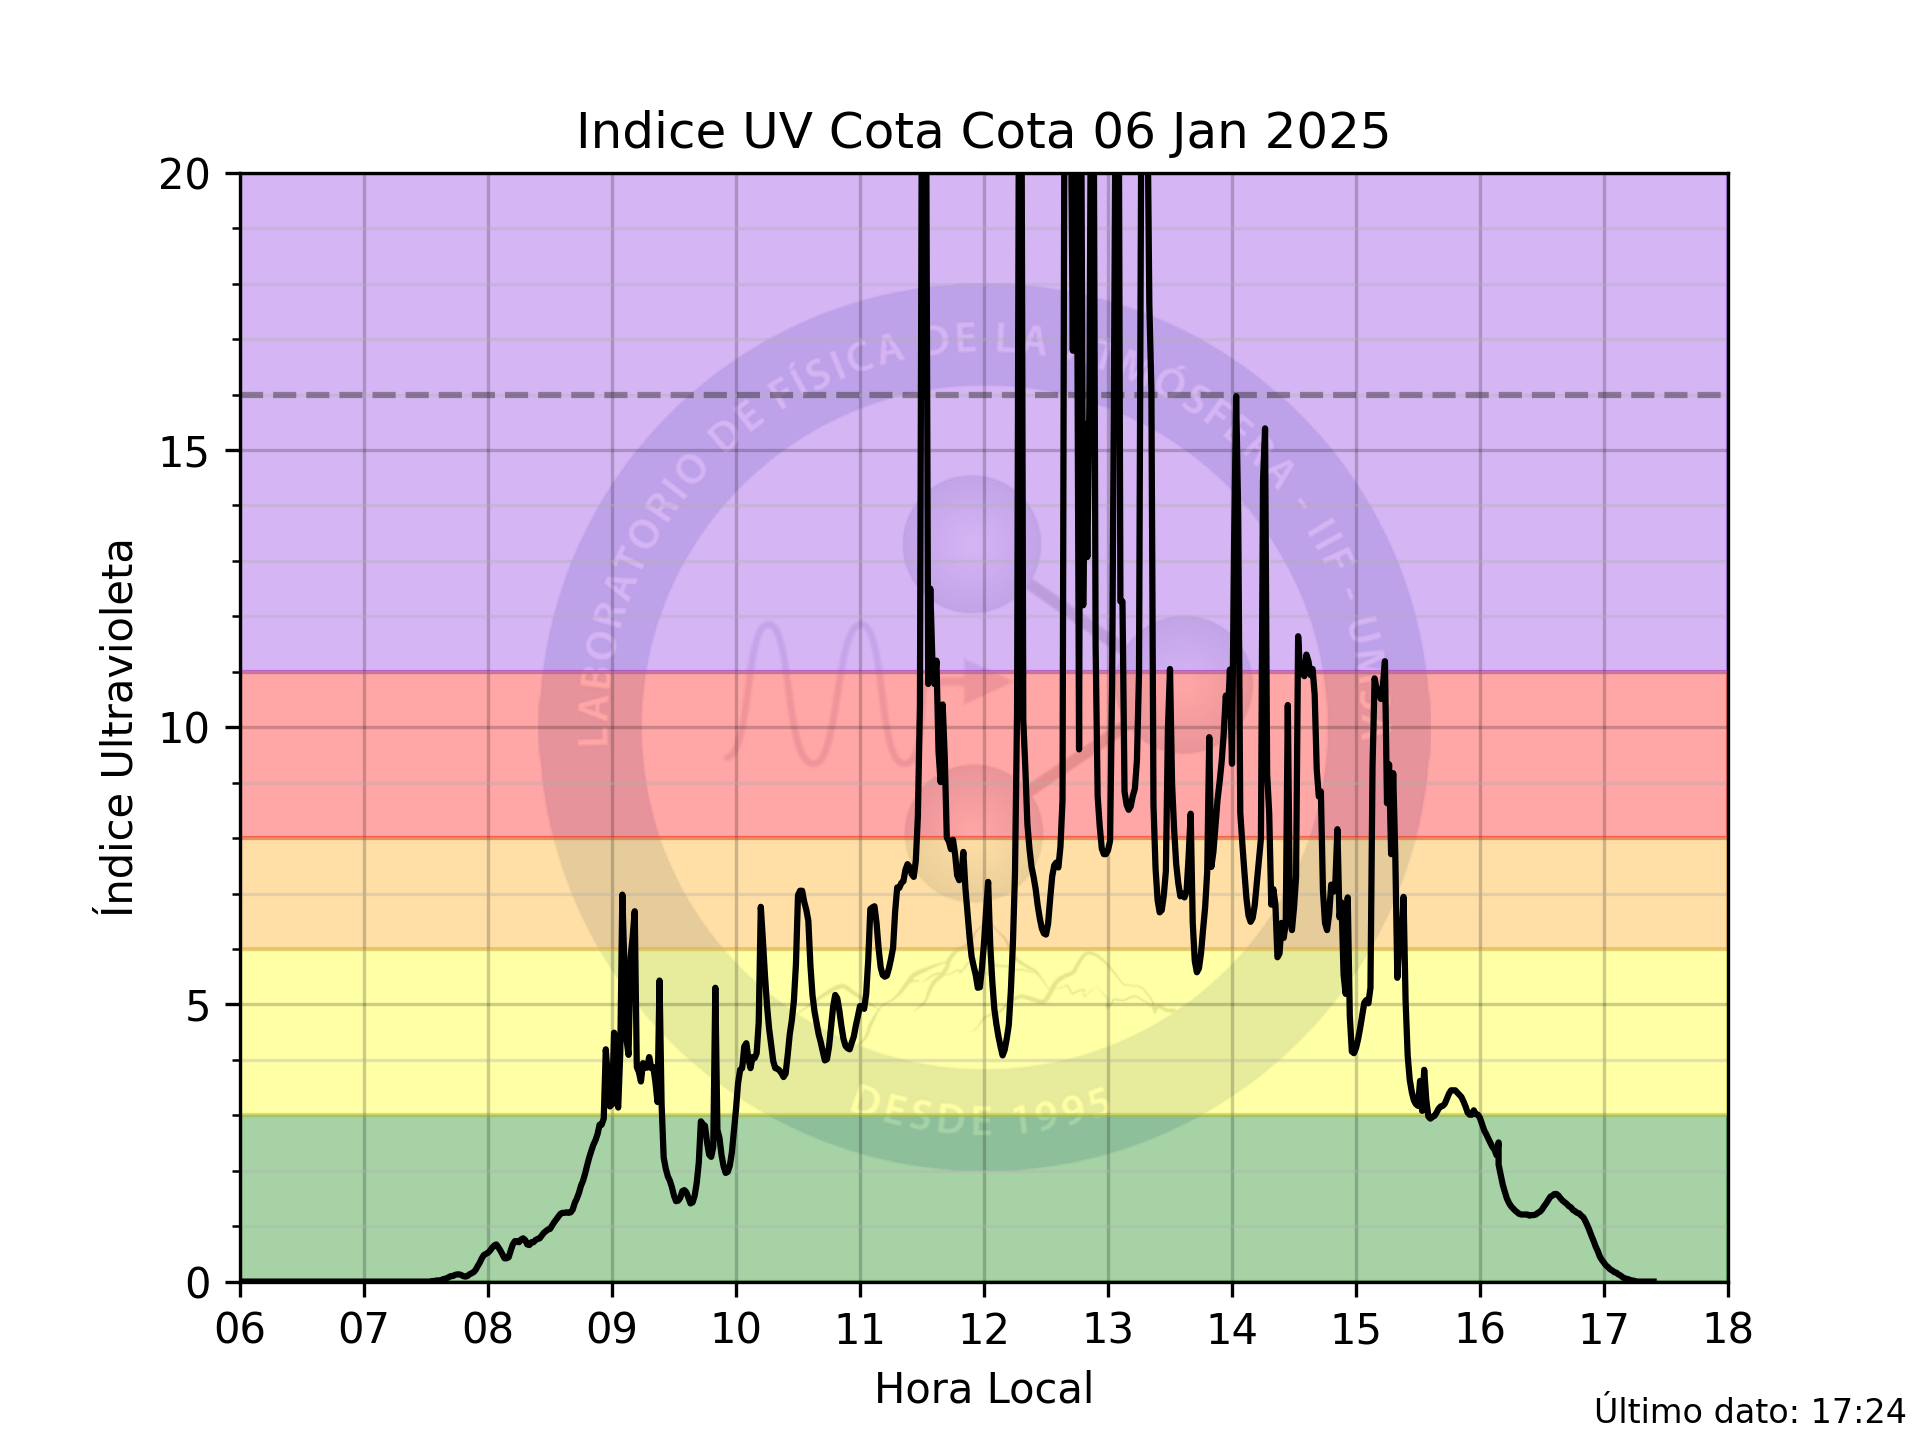 Indice UV Cota Cota 06 Jan 2025
20
15
10
5
0
Índice Ultravioleta
LABORATORIO DE FÍSICA DE LA ATMÓSFERA - IIF - UMSA
DESDE 1995
06 07 08 09 10 11 12 13 14 15 16 17 18
Hora Local
Último dato: 17:24